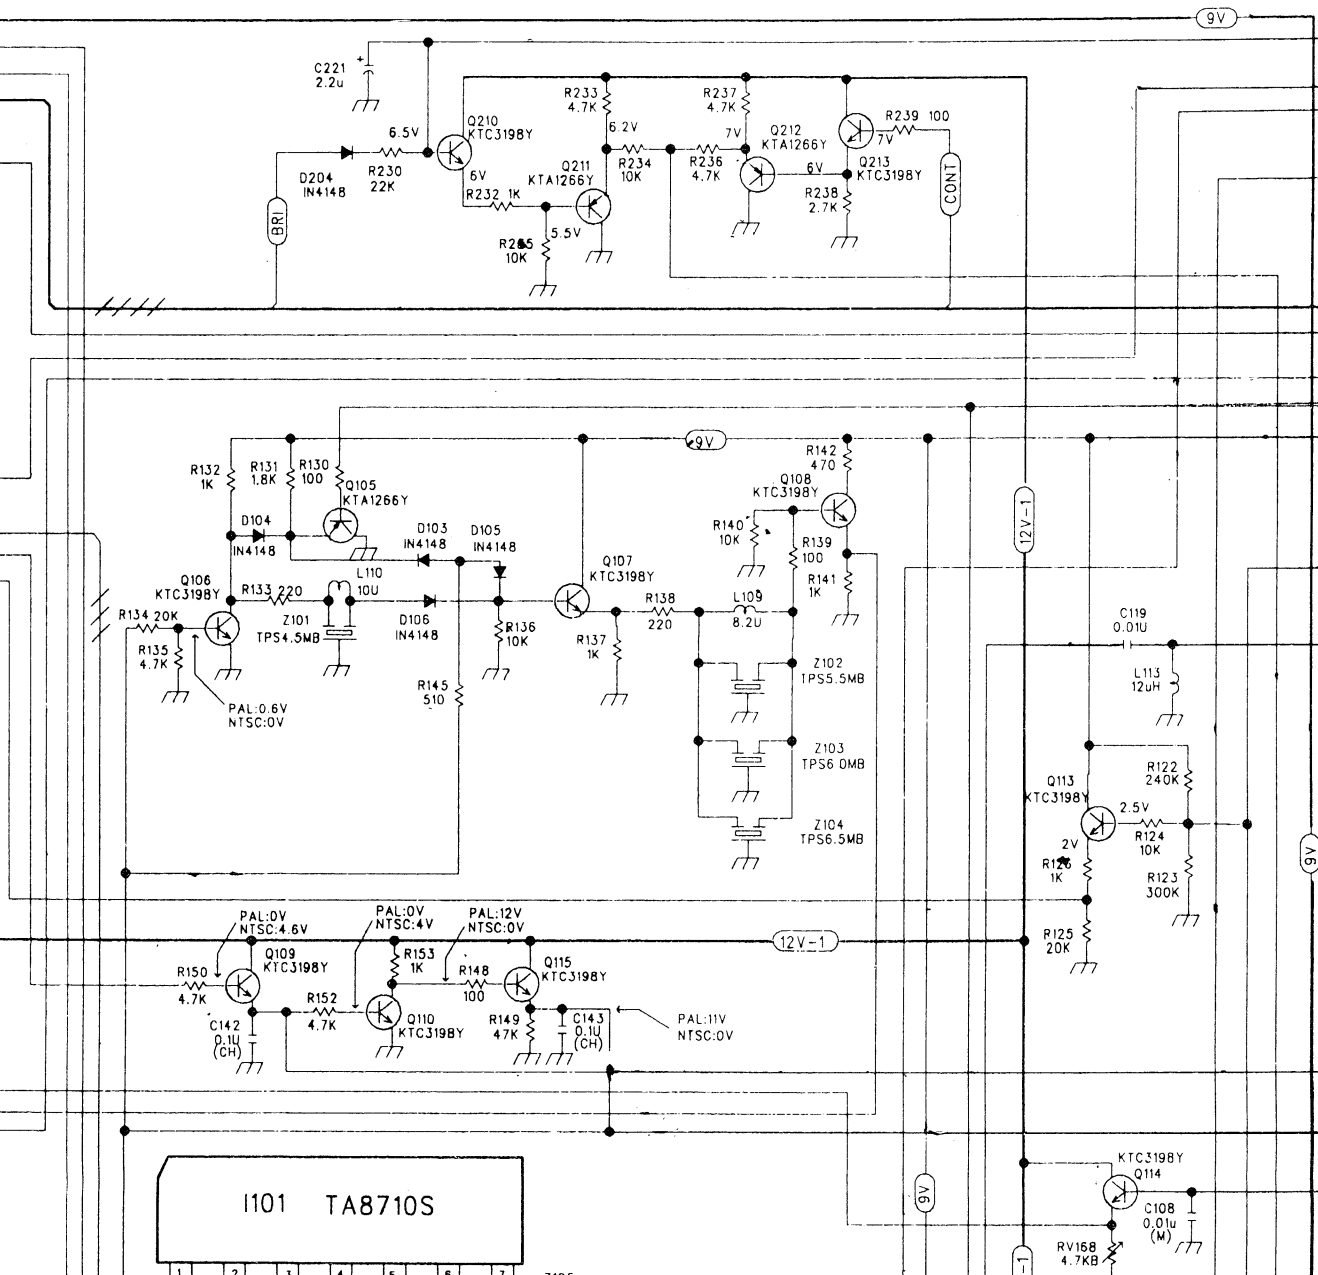 9V
C221
2.2u
+
R233
4.7K
R237
4.7K
Q210
KTC3198Y
6.5V
6.2V
7V
Q212
KTA1266Y
R239 100
7V
Q213
KTC3198Y
D204
IN4148
R230
22K
6V
R232 1K
Q211
KTA1266Y
R234
10K
R236
4.7K
6V
R238
2.7K
CONT
BRI
5.5V
10K
9V
R132
1K
R131
1.8K
R130
100
Q105
KTA1266Y
R142
470
Q108
KTC3198Y
D104
IN4148
D103
IN4148
D105
IN4148
R140
10K
R139
100
12V-1
Q106
KTC3198Y
R133 220
L110
10U
Q107
KTC3198Y
R141
1K
R134 20K
Z101
TPS4.5MB
D106
IN4148
R136
10K
R138
220
L109
8.2U
C119
0.01U
R135
4.7K
R137
1K
R145
510
Z102
TPS5.5MB
L113
12uH
PAL:0.6V
NTSC:0V
Z103
TPS6.0MB
Q113
KTC3198Y
R122
240K
2.5V
Z104
TPS6.5MB
R124
10K
2V
R126
1K
R123
300K
9V
PAL:0V
NTSC:4.6V
PAL:0V
NTSC:4V
PAL:12V
NTSC:0V
12V-1
R125
20K
Q109
KTC3198Y
R153
1K
R148
100
Q115
KTC3198Y
R150
4.7K
R152
4.7K
C142
0.1U
(CH)
Q110
KTC3198Y
R149
47K
C143
0.1U
(CH)
PAL:11V
NTSC:0V
KTC3198Y
Q114
I101 TA8710S
9V
C108
0.01u
(M)
RV168
4.7KB
-1
1 2 3 4 5 6 7